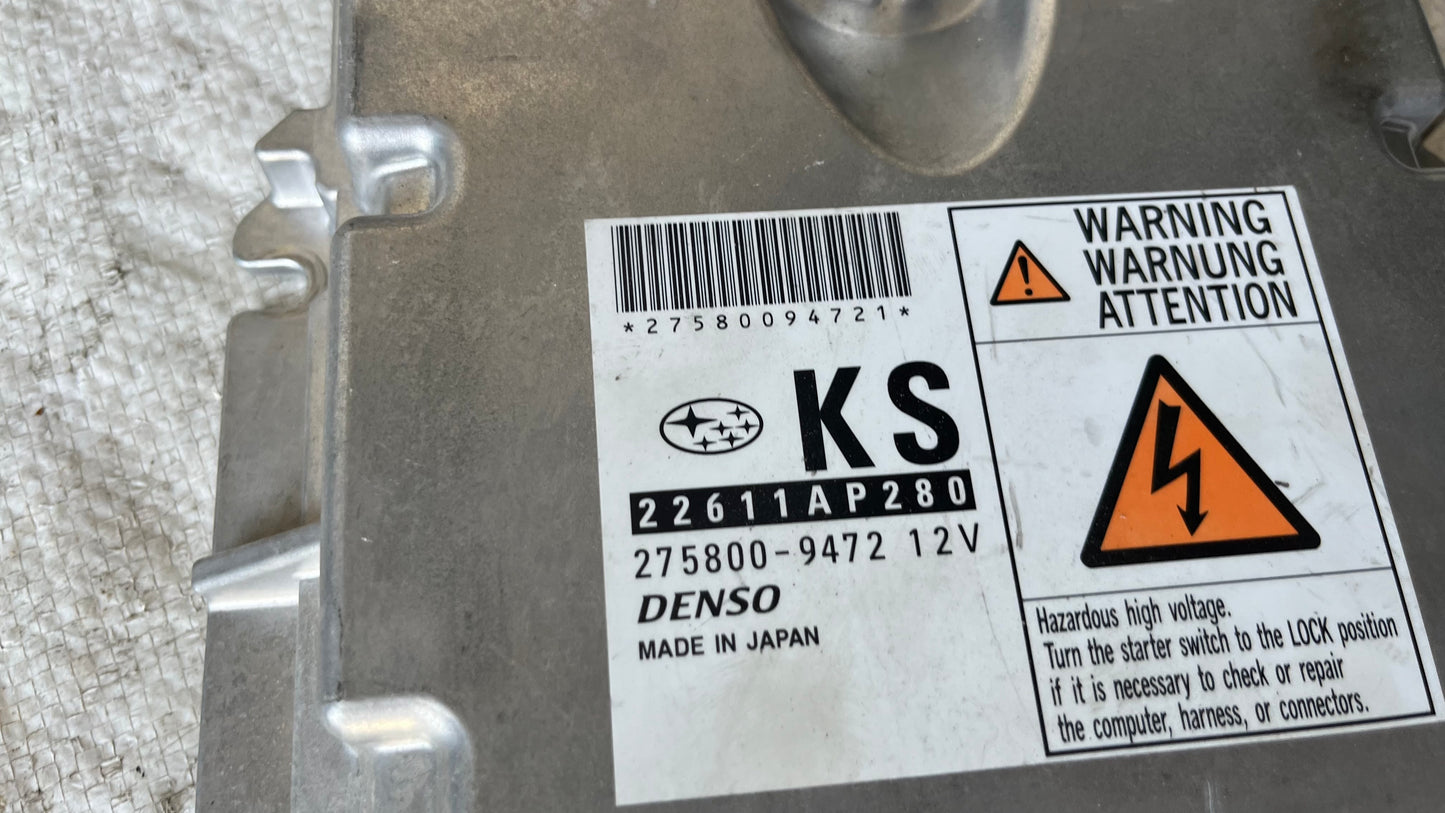 *27580094721*
KS
22611AP280
275800-9472 12V
DENSO
MADE IN JAPAN
WARNING
WARNUNG
ATTENTION
Hazardous high voltage.
Turn the starter switch to the LOCK position
if it is necessary to check or repair
the computer, harness, or connectors.